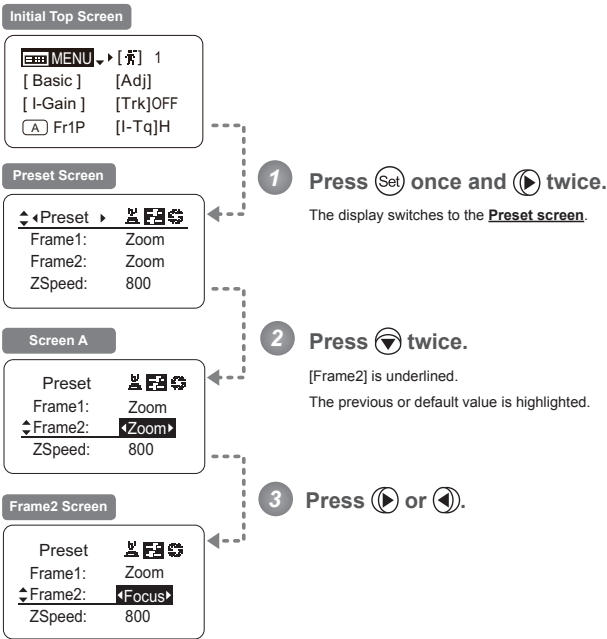 Initial Top Screen
MENU [ ] 1
[ Basic ] [Adj]
[ I-Gain ] [Trk]OFF
A Fr1P [I-Tq]H
Preset Screen
Preset
Frame1: Zoom
Frame2: Zoom
ZSpeed: 800
1 Press Set once and twice.
The display switches to the Preset screen.
Screen A
Preset
Frame1: Zoom
Frame2: Zoom
ZSpeed: 800
2 Press twice.
[Frame2] is underlined.
The previous or default value is highlighted.
Frame2 Screen
Preset
Frame1: Zoom
Frame2: Focus
ZSpeed: 800
3 Press or .